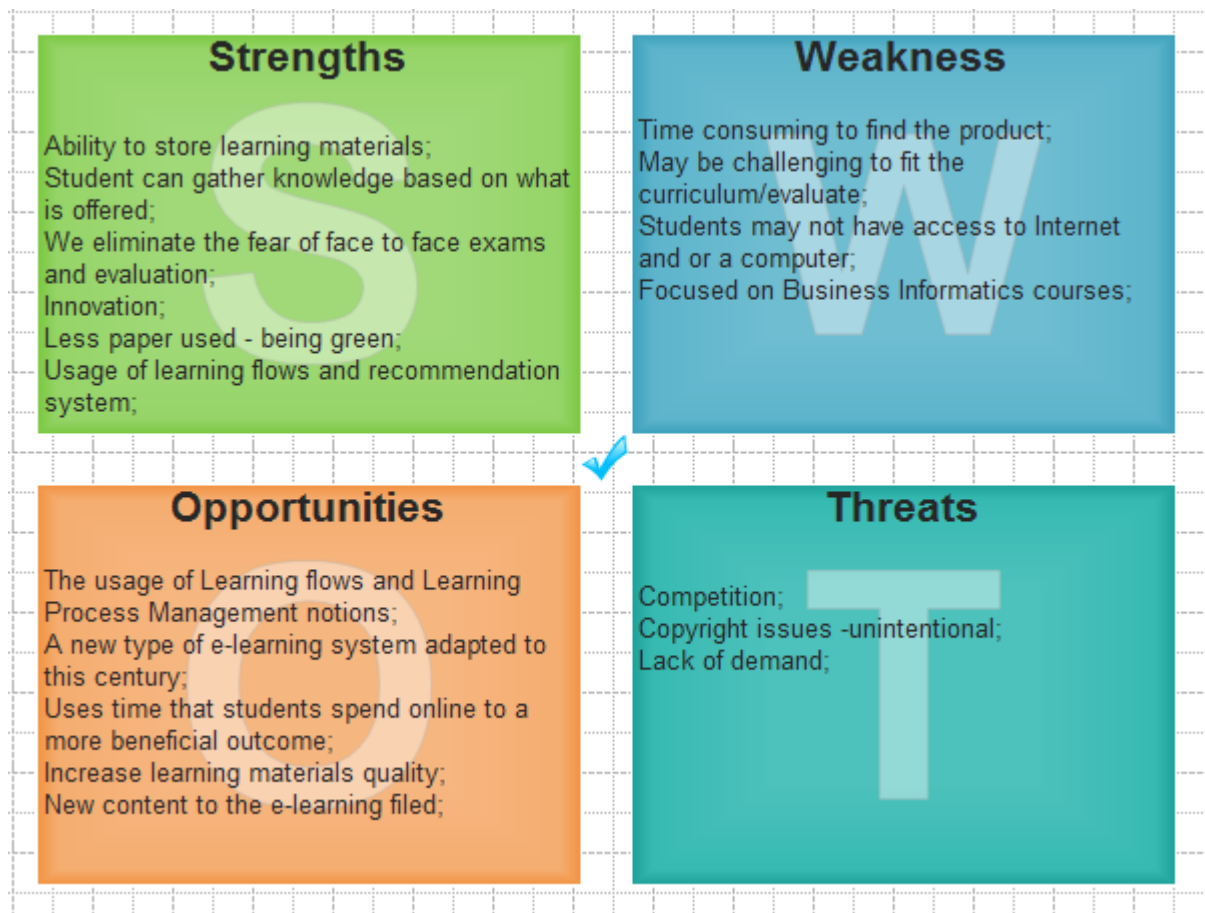 Strengths
Ability to store learning materials;
Student can gather knowledge based on what
is offered;
We eliminate the fear of face to face exams
and evaluation;
Innovation;
Less paper used - being green;
Usage of learning flows and recommendation
system;
S
Weakness
Time consuming to find the product;
May be challenging to fit the
curriculum/evaluate;
Students may not have access to Internet
and or a computer;
Focused on Business Informatics courses;
W
Opportunities
The usage of Learning flows and Learning
Process Management notions;
A new type of e-learning system adapted to
this century;
Uses time that students spend online to a
more beneficial outcome;
Increase learning materials quality;
New content to the e-learning filed;
O
Threats
Competition;
Copyright issues -unintentional;
Lack of demand;
T